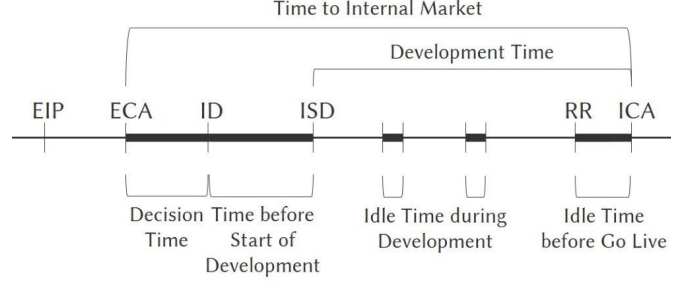 Time to Internal Market
Development Time
EIP ECA ID ISD RR ICA
Decision Time
Time before Start of Development
Idle Time during Development
Idle Time before Go Live